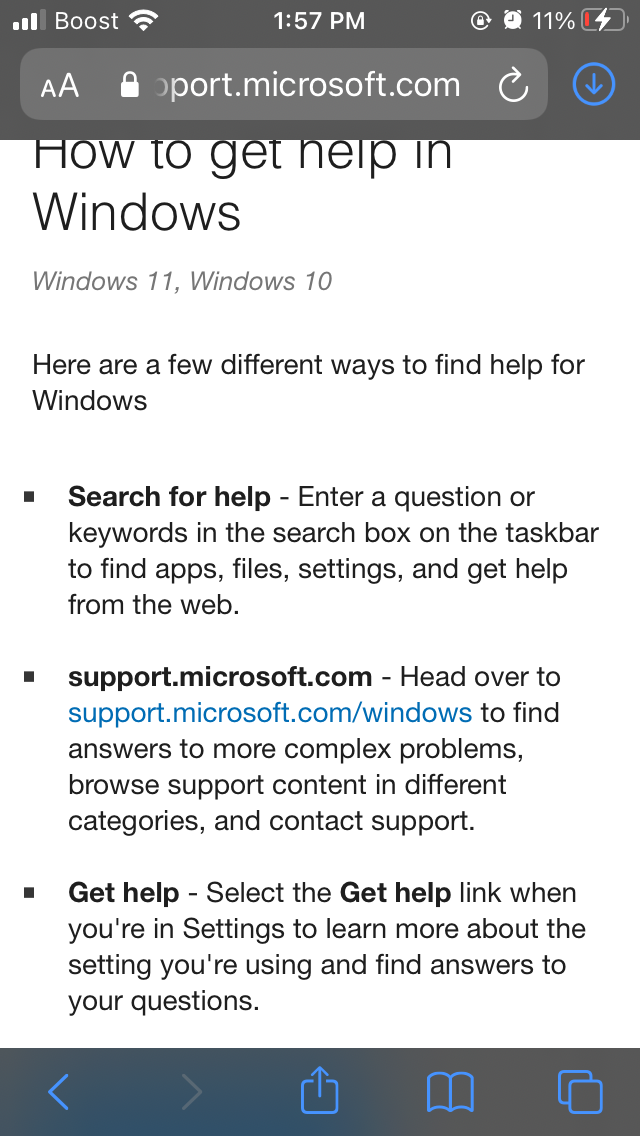 Boost 1:57 PM 11%
AA pport.microsoft.com
How to get help in
Windows
Windows 11, Windows 10
Here are a few different ways to find help for
Windows
▪ Search for help - Enter a question or
keywords in the search box on the taskbar
to find apps, files, settings, and get help
from the web.
▪ support.microsoft.com - Head over to
support.microsoft.com/windows to find
answers to more complex problems,
browse support content in different
categories, and contact support.
▪ Get help - Select the Get help link when
you're in Settings to learn more about the
setting you're using and find answers to
your questions.